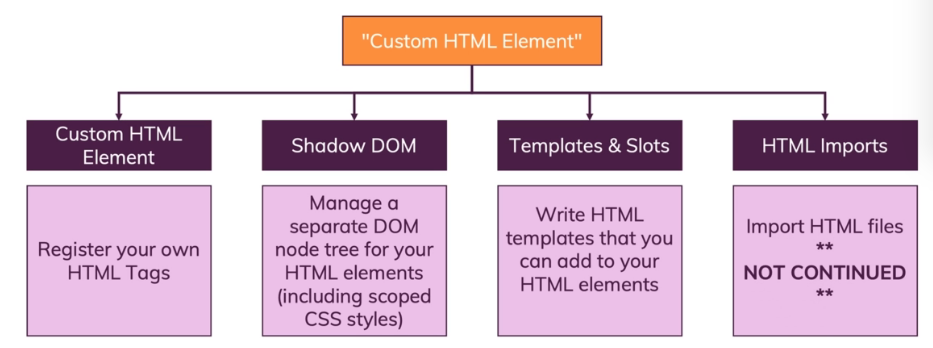 "Custom HTML Element"
Custom HTML
Element
Shadow DOM
Templates & Slots
HTML Imports
Register your own
HTML Tags
Manage a
separate DOM
node tree for your
HTML elements
(including scoped
CSS styles)
Write HTML
templates that you
can add to your
HTML elements
Import HTML files
**
NOT CONTINUED
**